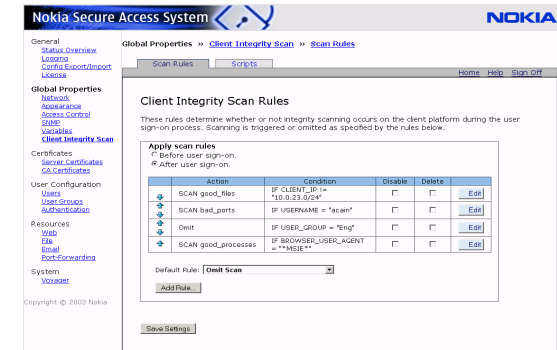 Nokia Secure Access System
NOKIA
General
Status Overview
Logging
Config Export/Import
License
Global Properties
Network
Appearance
Access Control
SNMP
Variables
Client Integrity Scan
Certificates
Server Certificates
CA Certificates
User Configuration
Users
User Groups
Authentication
Resources
Web
File
Email
Port-Forwarding
System
Voyager
Copyright © 2003 Nokia
Global Properties » Client Integrity Scan » Scan Rules
Scan Rules Scripts
Home Help Sign Off
Client Integrity Scan Rules
These rules determine whether or not integrity scanning occurs on the client platform during the user
sign-on process. Scanning is triggered or omitted as specified by the rules below.
Apply scan rules
Before user sign-on.
After user sign-on.
Action Condition Disable Delete
SCAN good_files IF CLIENT_IP != Edit
"10.0.23.0/24"
SCAN bad_ports IF USERNAME = "acain" Edit
Omit IF USER_GROUP = "Eng" Edit
SCAN good_processes IF BROWSER_USER_AGENT Edit
= "*MSIE*"
Default Rule: Omit Scan
Add Rule...
Save Settings